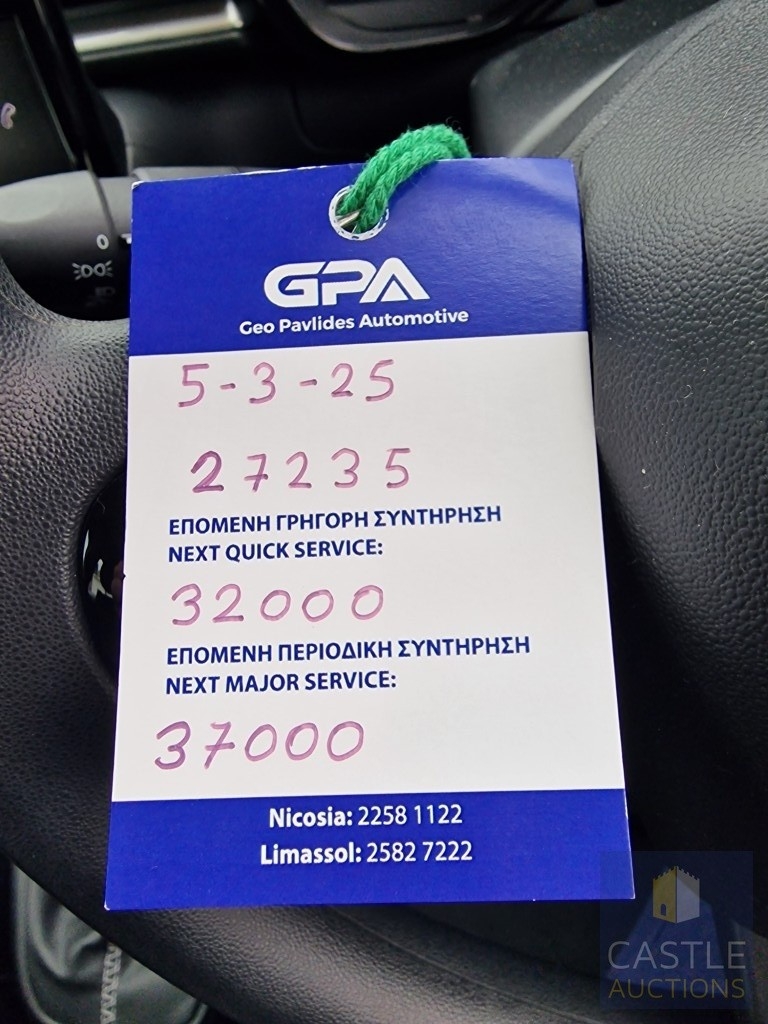 0
GPA
Geo Pavlides Automotive
5-3-25
27235
ΕΠΟΜΕΝΗ ΓΡΗΓΟΡΗ ΣΥΝΤΗΡΗΣΗ
NEXT QUICK SERVICE:
32000
ΕΠΟΜΕΝΗ ΠΕΡΙΟΔΙΚΗ ΣΥΝΤΗΡΗΣΗ
NEXT MAJOR SERVICE:
37000
Nicosia: 2258 1122
Limassol: 2582 7222
CASTLE
AUCTIONS